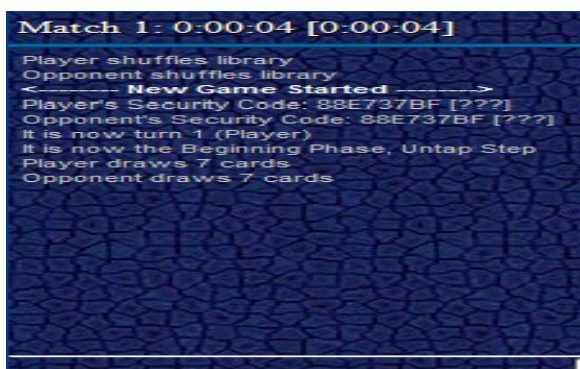 Match 1: 0:00:04 [0:00:04]
Player shuffles library
Opponent shuffles library
<-------- New Game Started -------->
Player's Security Code: 88E737BF [???]
Opponent's Security Code: 88E737BF [???]
It is now turn 1 (Player)
It is now the Beginning Phase, Untap Step
Player draws 7 cards
Opponent draws 7 cards